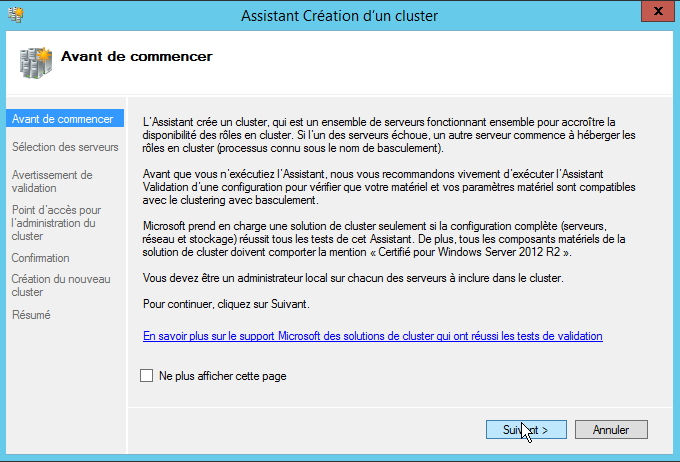 Assistant Création d'un cluster
x
Avant de commencer
Avant de commencer
Sélection des serveurs
Avertissement de
validation
Point d'accès pour
l'administration du
cluster
Confirmation
Création du nouveau
cluster
Résumé
L'Assistant crée un cluster, qui est un ensemble de serveurs fonctionnant ensemble pour accroître la
disponibilité des rôles en cluster. Si l'un des serveurs échoue, un autre serveur commence à héberger les
rôles en cluster (processus connu sous le nom de basculement).
Avant que vous n'exécutiez l'Assistant, nous vous recommandons vivement d'exécuter l'Assistant
Validation d'une configuration pour vérifier que votre matériel et vos paramètres matériel sont compatibles
avec le clustering avec basculement.
Microsoft prend en charge une solution de cluster seulement si la configuration complète (serveurs,
réseau et stockage) réussit tous les tests de cet Assistant. De plus, tous les composants matériels de la
solution de cluster doivent comporter la mention « Certifié pour Windows Server 2012 R2 ».
Vous devez être un administrateur local sur chacun des serveurs à inclure dans le cluster.
Pour continuer, cliquez sur Suivant.
En savoir plus sur le support Microsoft des solutions de cluster qui ont réussi les tests de validation
Ne plus afficher cette page
Suivant >
Annuler